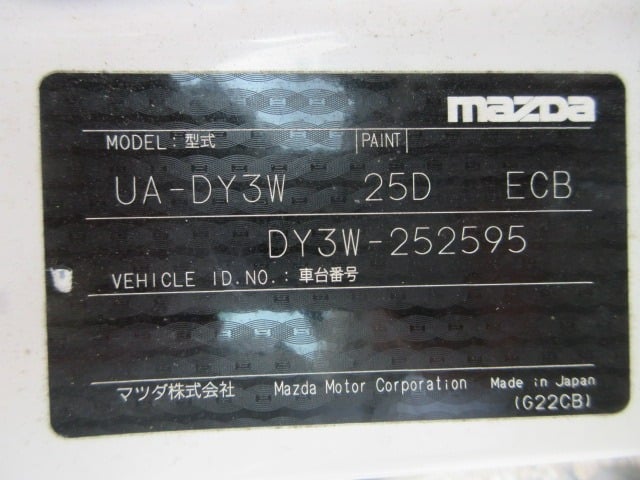 mazda
MODEL: 型式 PAINT
UA-DY3W 25D ECB
DY3W-252595
VEHICLE ID.NO.: 車台番号
マツダ株式会社 Mazda Motor Corporation Made in Japan
(G22CB)